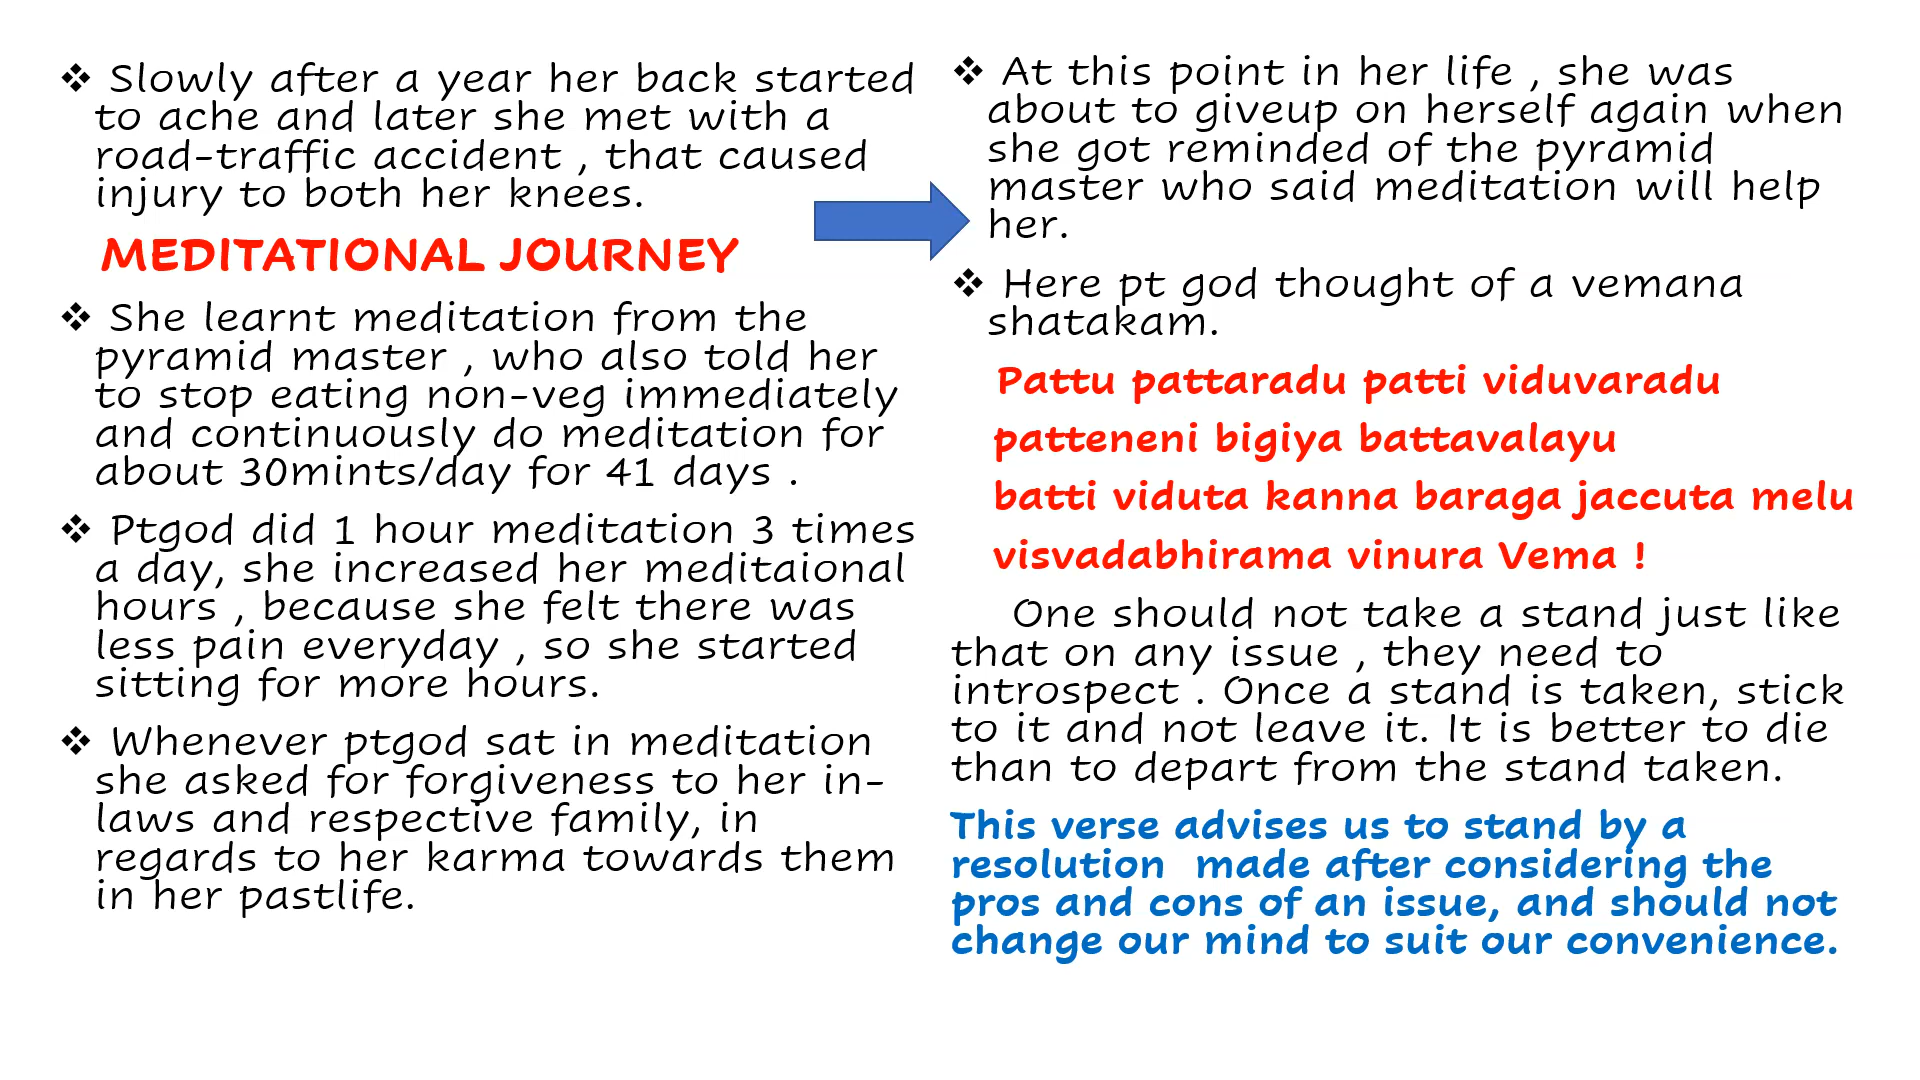 ❖ Slowly after a year her back started
to ache and later she met with a
road-traffic accident , that caused
injury to both her knees.
MEDITATIONAL JOURNEY
❖ She learnt meditation from the
pyramid master , who also told her
to stop eating non-veg immediately
and continuously do meditation for
about 30mints/day for 41 days .
❖ Ptgod did 1 hour meditation 3 times
a day, she increased her meditaional
hours , because she felt there was
less pain everyday , so she started
sitting for more hours.
❖ Whenever ptgod sat in meditation
she asked for forgiveness to her in-
laws and respective family, in
regards to her karma towards them
in her pastlife.
❖ At this point in her life , she was
about to giveup on herself again when
she got reminded of the pyramid
master who said meditation will help
her.
❖ Here pt god thought of a vemana
shatakam.
Pattu pattaradu patti viduvaradu
patteneni bigiya battavalayu
batti viduta kanna baraga jaccuta melu
visvadabhirama vinura Vema !
One should not take a stand just like
that on any issue , they need to
introspect . Once a stand is taken, stick
to it and not leave it. It is better to die
than to depart from the stand taken.
This verse advises us to stand by a
resolution  made after considering the
pros and cons of an issue, and should not
change our mind to suit our convenience.